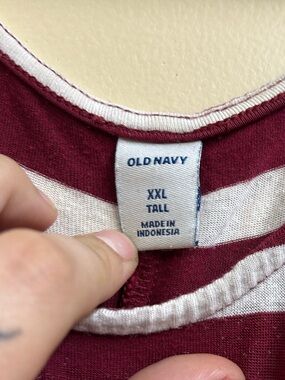 OLD NAVY
XXL
TALL
MADE IN
INDONESIA